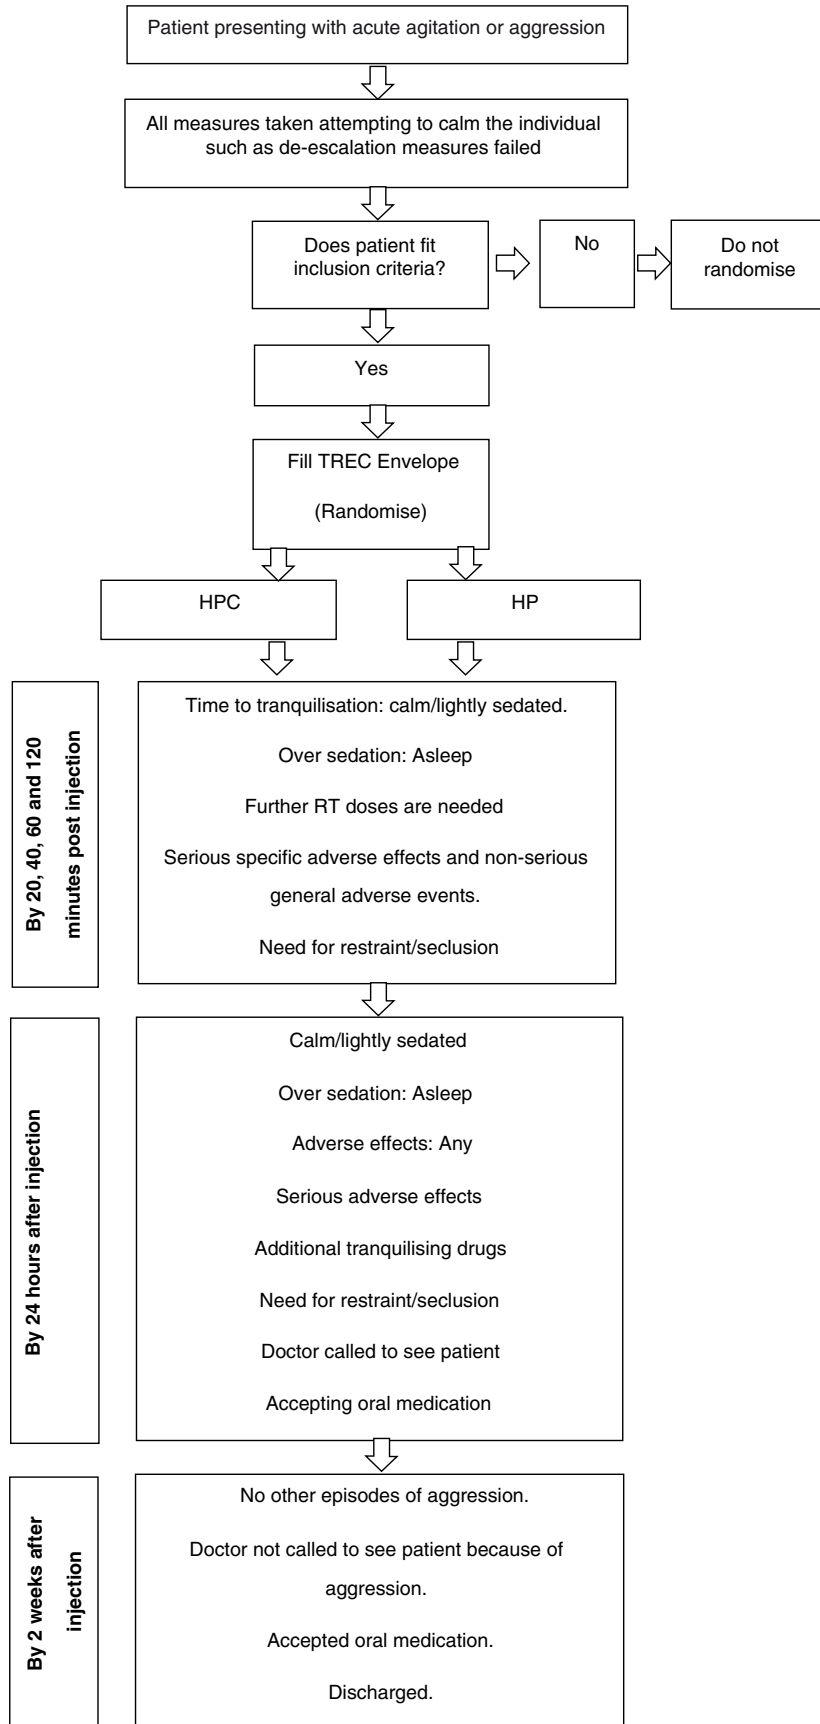 Patient presenting with acute agitation or aggression
All measures taken attempting to calm the individual
such as de-escalation measures failed
Does patient fit
inclusion criteria?
No
Do not
randomise
Yes
Fill TREC Envelope
(Randomise)
HPC
HP
By 20, 40, 60 and 120
minutes post injection
Time to tranquilisation: calm/lightly sedated.
Over sedation: Asleep
Further RT doses are needed
Serious specific adverse effects and non-serious
general adverse events.
Need for restraint/seclusion
By 24 hours after injection
Calm/lightly sedated
Over sedation: Asleep
Adverse effects: Any
Serious adverse effects
Additional tranquilising drugs
Need for restraint/seclusion
Doctor called to see patient
Accepting oral medication
By 2 weeks after
injection
No other episodes of aggression.
Doctor not called to see patient because of
aggression.
Accepted oral medication.
Discharged.